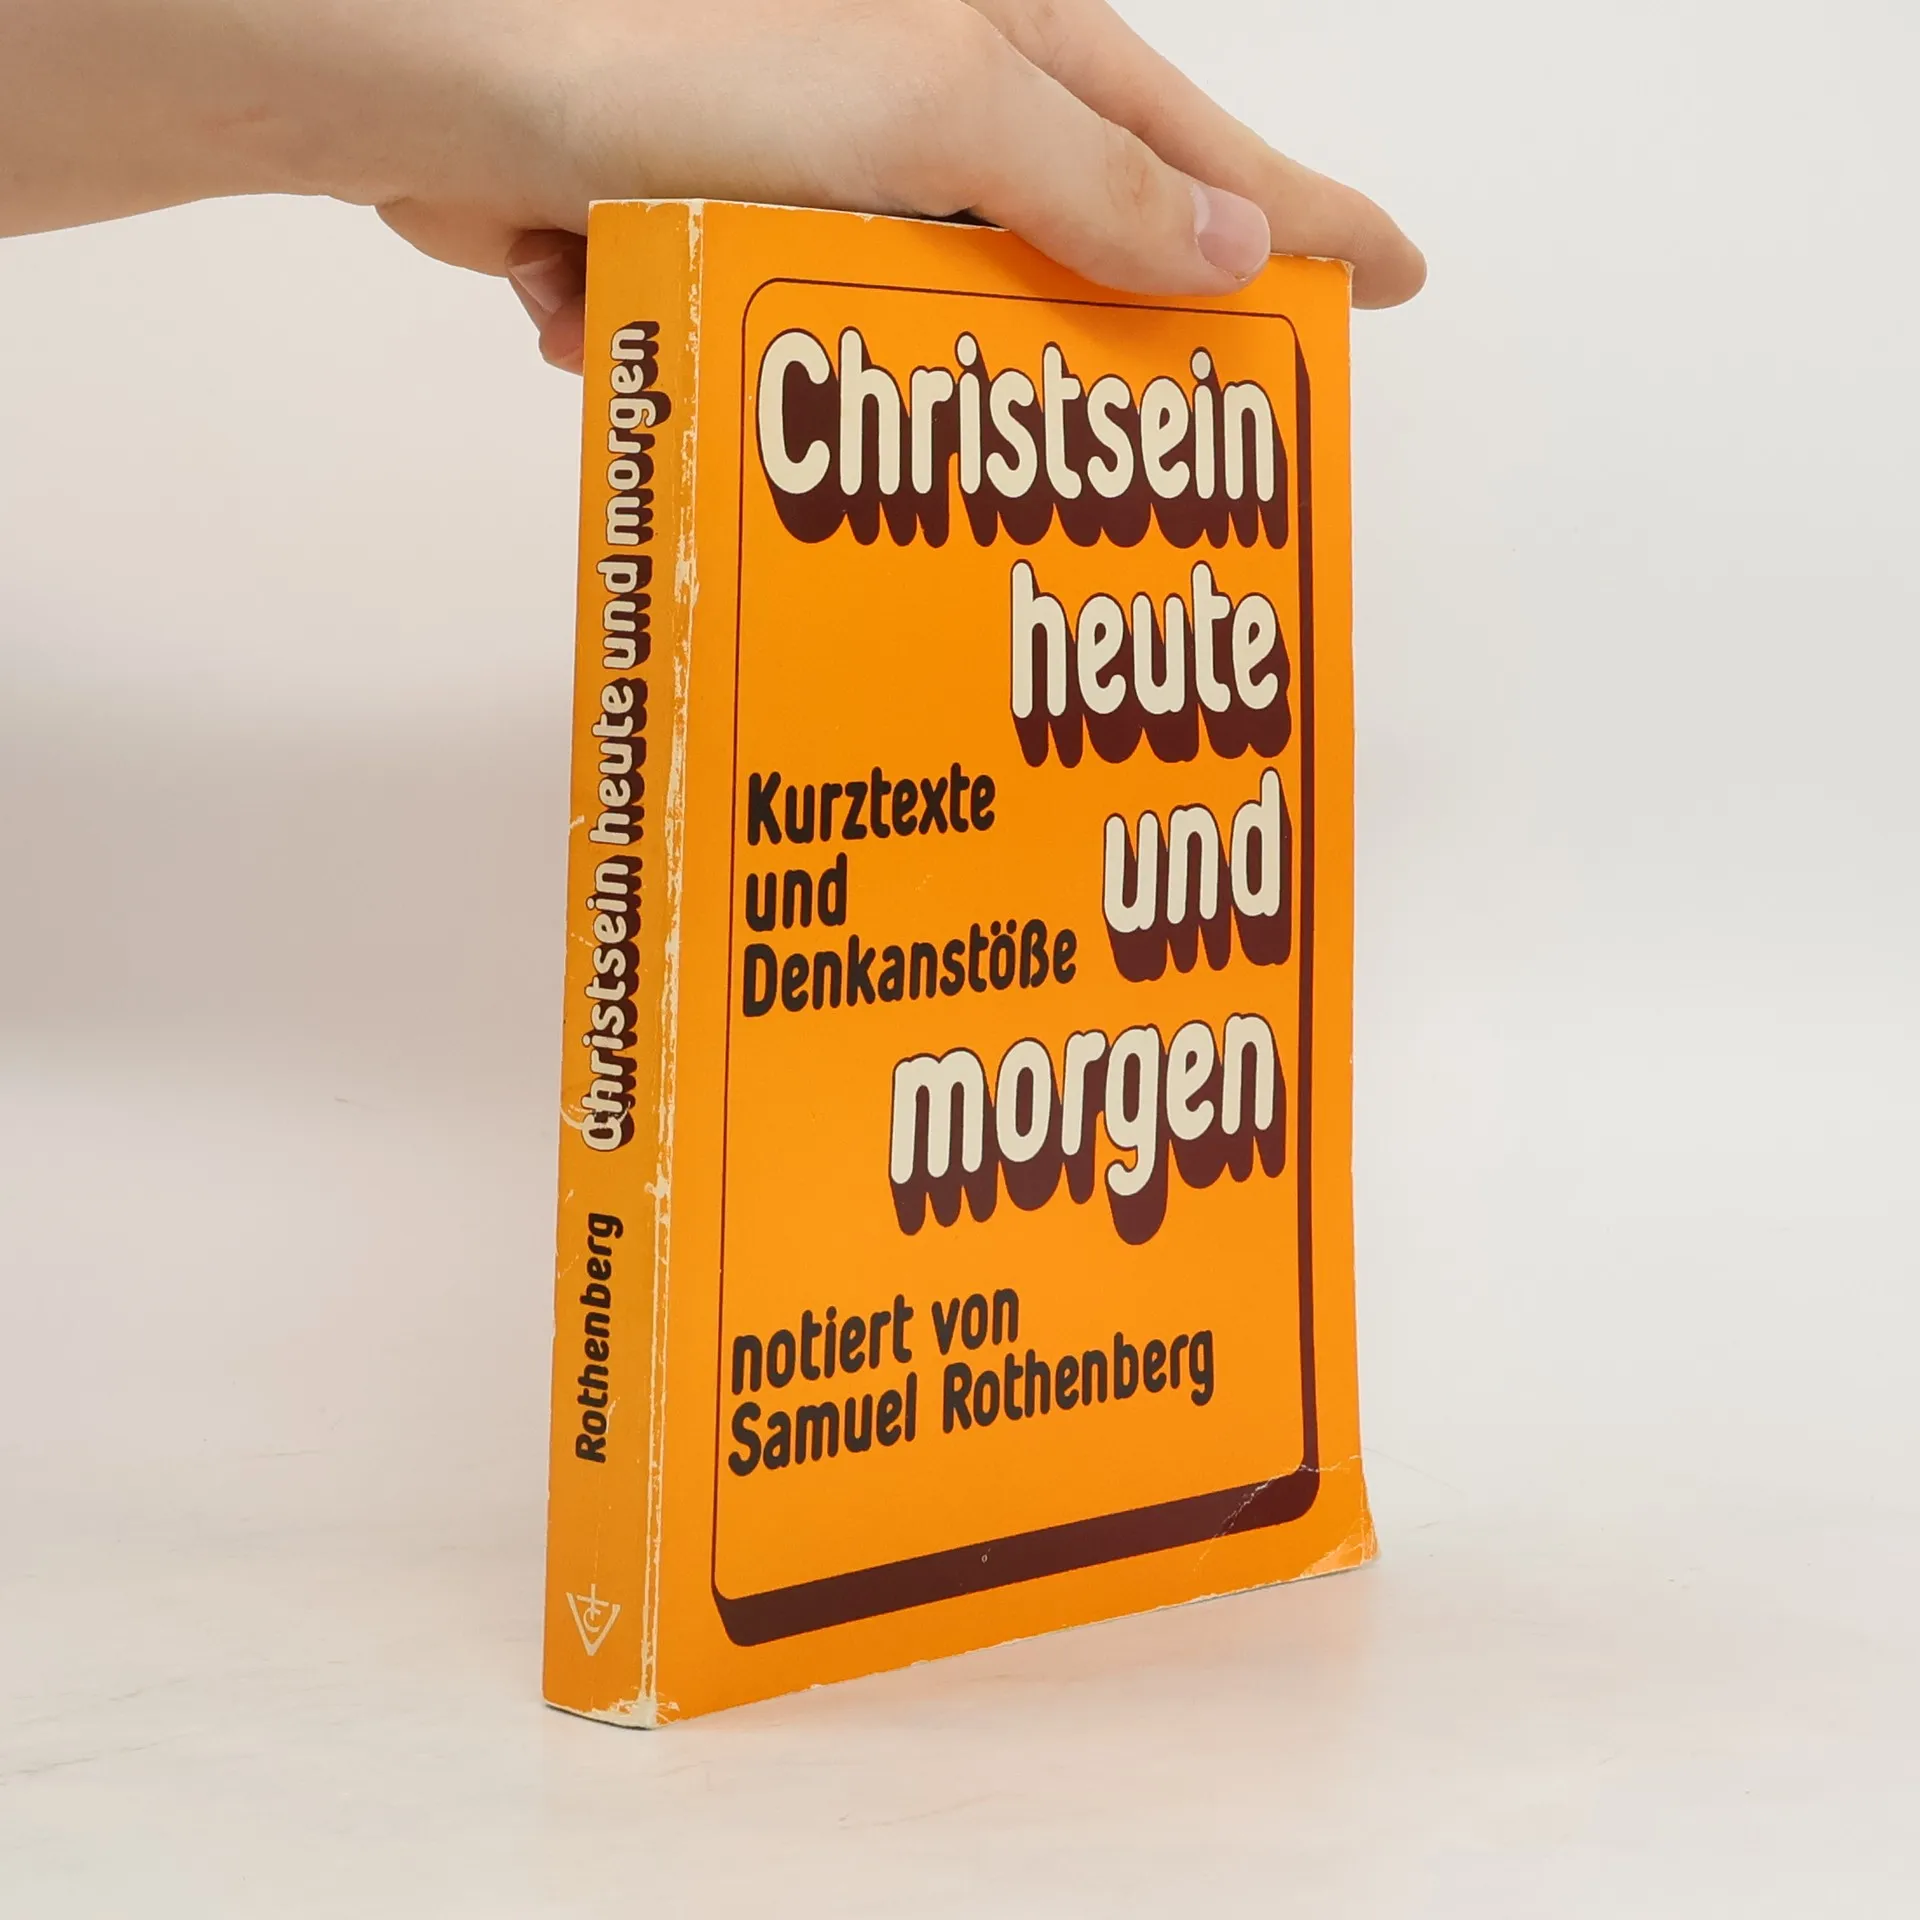 Christsein heute und morgen
Rothenberg
Christsein
heute
und
morgen
Kurztexte
und
Denkanstöße
notiert von
Samuel Rothenberg